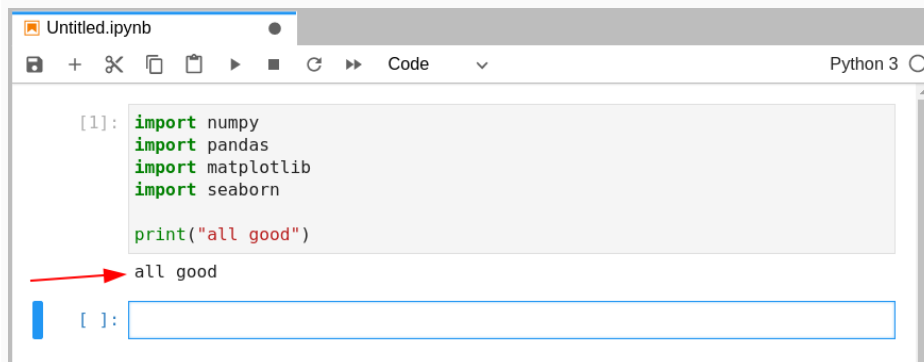 Untitled.ipynb
Code
Python 3
[1]:
import numpy
import pandas
import matplotlib
import seaborn
print("all good")
all good
[ ]: